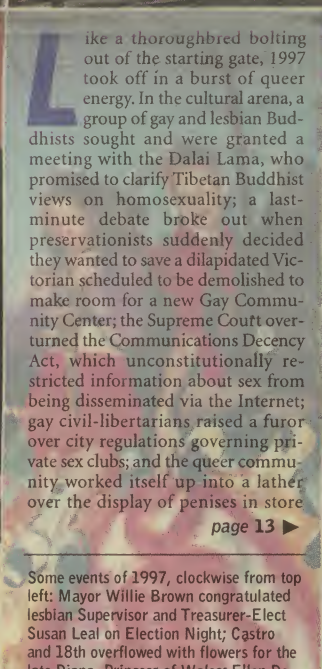 Like a thoroughbred bolting
out of the starting gate, 1997
took off in a burst of queer
energy. In the cultural arena, a
group of gay and lesbian Bud-
dhists sought and were granted a
meeting with the Dalai Lama, who
promised to clarify Tibetan Buddhist
views on homosexuality; a last-
minute debate broke out when
preservationists suddenly decided
they wanted to save a dilapidated Vic-
torian scheduled to be demolished to
make room for a new Gay Commu-
nity Center; the Supreme Court over-
turned the Communications Decency
Act, which unconstitutionally re-
stricted information about sex from
being disseminated via the Internet;
gay civil-libertarians raised a furor
over city regulations governing pri-
vate sex clubs; and the queer commu-
nity worked itself up into a lather
over the display of penises in store
page 13 ▶
Some events of 1997, clockwise from top
left: Mayor Willie Brown congratulated
lesbian Supervisor and Treasurer-Elect
Susan Leal on Election Night; Castro
and 18th overflowed with flowers for the
late Diana, Princess of Wales; Ellen D